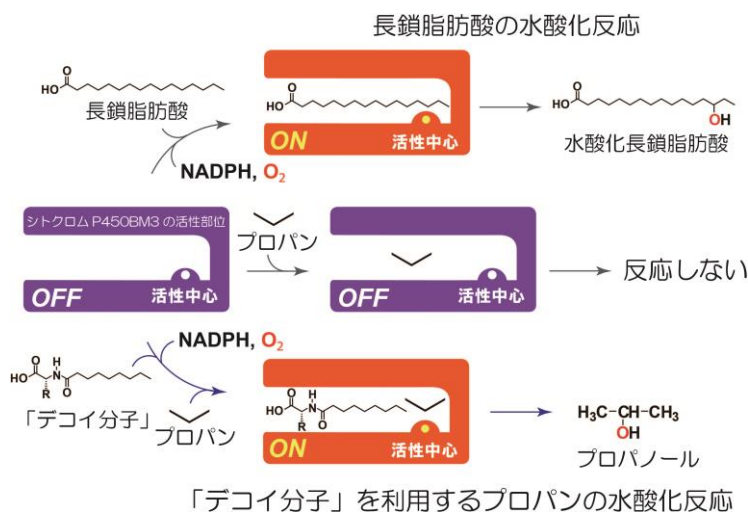 長鎖脂肪酸の水酸化反応
O
HO
長鎖脂肪酸
NADPH, O₂
O
HO
ON
活性中心
O
HO
OH
水酸化長鎖脂肪酸
シトクロム P450BM3 の活性部位
OFF
活性中心
プロパン
OFF
活性中心
反応しない
NADPH, O₂
O
H
HO
N
R
O
「デコイ分子」
プロパン
O
H
HO
N
R
O
ON
活性中心
H₃C-CH-CH₃
OH
プロパノール
「デコイ分子」を利用するプロパンの水酸化反応